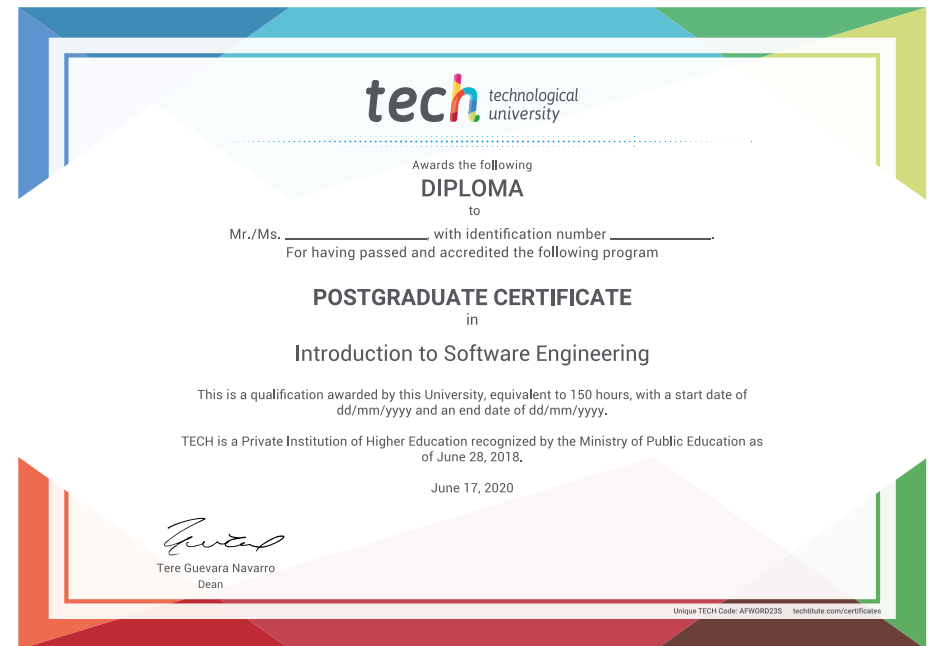 tech technological
university
Awards the following
DIPLOMA
to
Mr./Ms. ____________________, with identification number ______________.
For having passed and accredited the following program
POSTGRADUATE CERTIFICATE
in
Introduction to Software Engineering
This is a qualification awarded by this University, equivalent to 150 hours, with a start date of
dd/mm/yyyy and an end date of dd/mm/yyyy.
TECH is a Private Institution of Higher Education recognized by the Ministry of Public Education as
of June 28, 2018.
June 17, 2020
Tere Guevara Navarro
Dean
Unique TECH Code: AFWORD23S techtitute.com/certificates